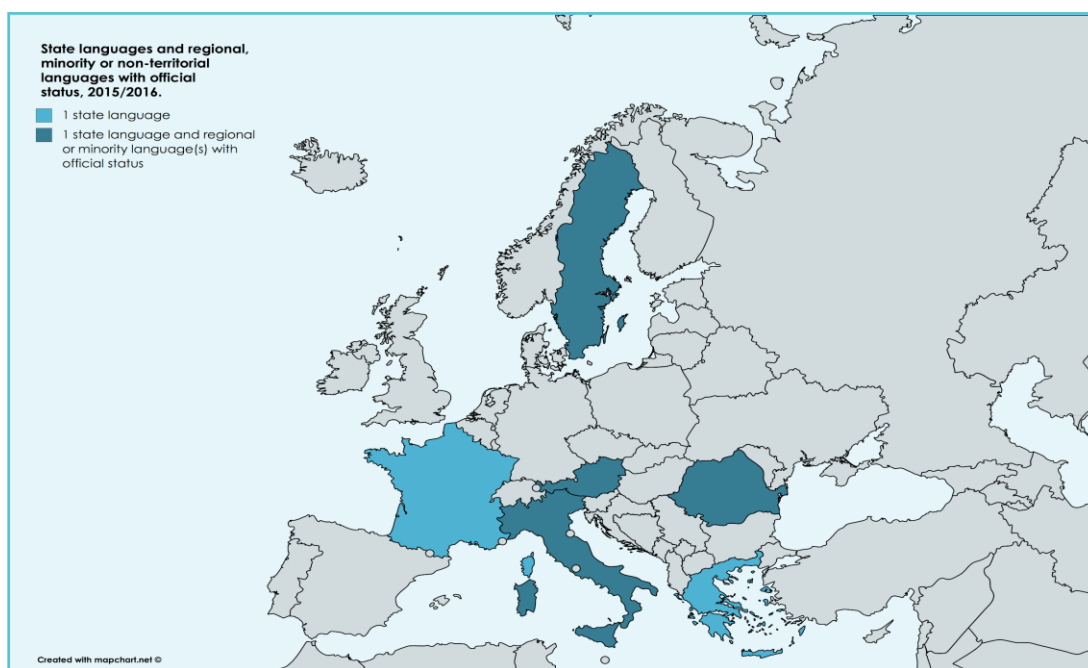 State languages and regional,
minority or non-territorial
languages with official
status, 2015/2016.
1 state language
1 state language and regional
or minority language(s) with
official status
Created with mapchart.net ©